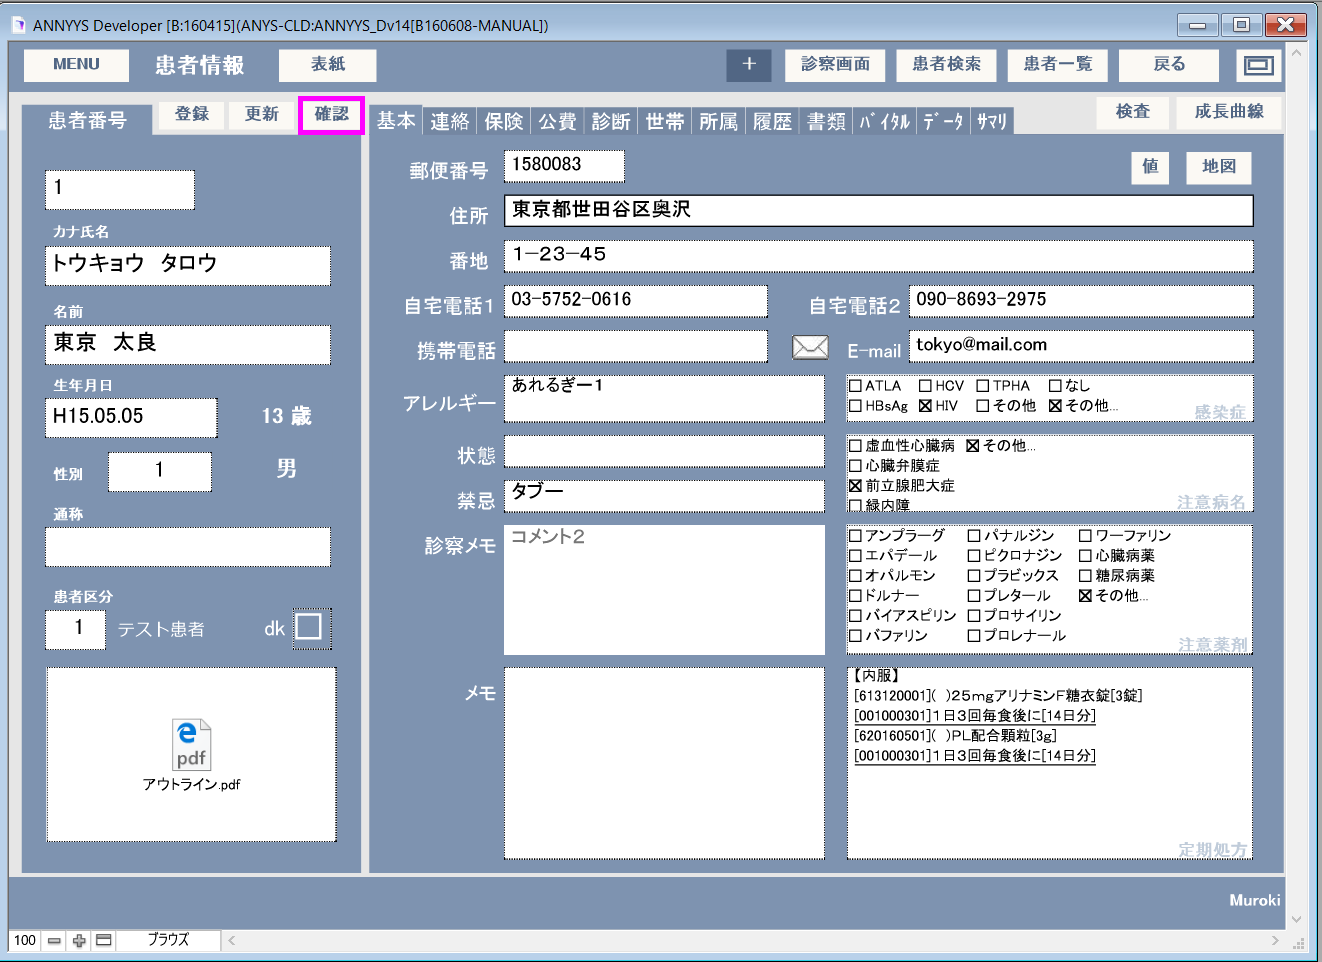 ANNYYS Developer [B:160415](ANYS-CLD:ANNYYS_Dv14[B160608-MANUAL])
MENU 患者情報 表紙 + 診察画面 患者検索 患者一覧 戻る
患者番号 登録 更新 確認 基本 連絡 保険 公費 診断 世帯 所属 履歴 書類 ﾊﾞｲﾀﾙ ﾃﾞｰﾀ ｻﾏﾘ 検査 成長曲線
1
カナ氏名
トウキョウ　タロウ
名前
東京　太良
生年月日
H15.05.05 13 歳
性別 1 男
通称
患者区分
1 テスト患者 dk
pdf
アウトライン.pdf
郵便番号 1580083 値 地図
住所 東京都世田谷区奥沢
番地 1−23−45
自宅電話1 03-5752-0616 自宅電話2 090-8693-2975
携帯電話 E-mail tokyo@mail.com
アレルギー あれるぎー1
ATLA HCV TPHA なし
HBsAg HIV その他 その他...
感染症
状態
禁忌 タブー
虚血性心臓病 その他...
心臓弁膜症
前立腺肥大症
緑内障
注意病名
診察メモ コメント2
アンプラーグ パナルジン ワーファリン
エパデール ピクロナジン 心臓病薬
オパルモン プラビックス 糖尿病薬
ドルナー プレタール その他...
バイアスピリン プロサイリン
バファリン プロレナール
注意薬剤
メモ
【内服】
[613120001](  )２５ｍｇアリナミンＦ糖衣錠[3錠]
[001000301]１日３回毎食後に[14日分]
[620160501](  )ＰＬ配合顆粒[3g]
[001000301]１日３回毎食後に[14日分]
定期処方
Muroki
100 ブラウズ